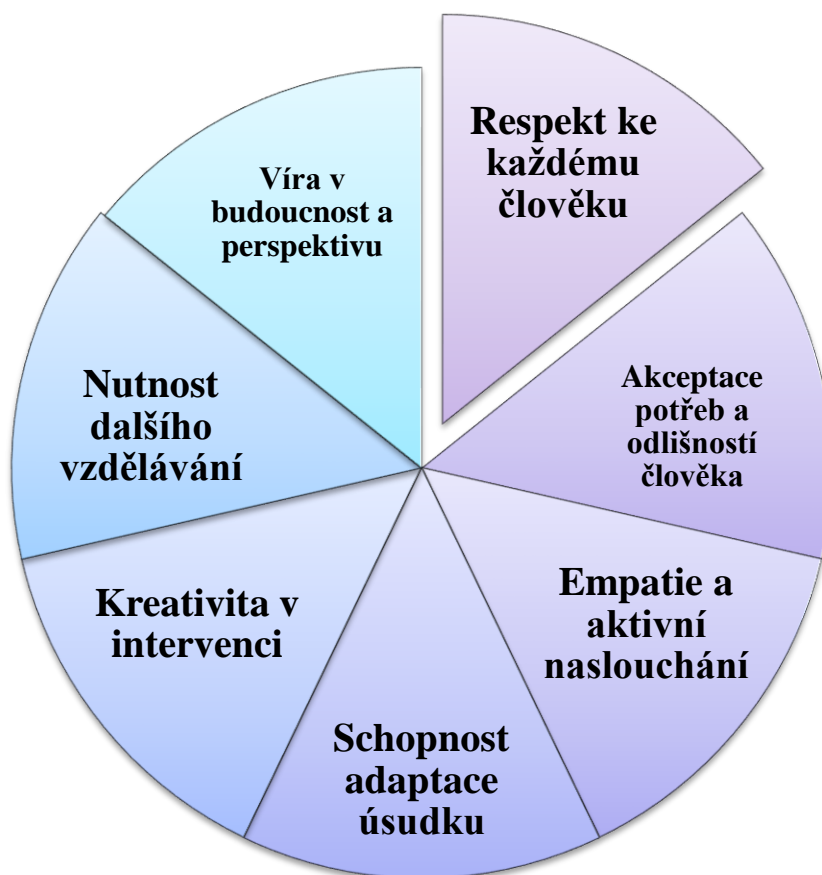 Respekt ke
každému
člověku
Akceptace
potřeb a
odlišností
člověka
Empatie a
aktivní
naslouchání
Schopnost
adaptace
úsudku
Kreativita v
intervenci
Nutnost
dalšího
vzdělávání
Víra v
budoucnost a
perspektivu